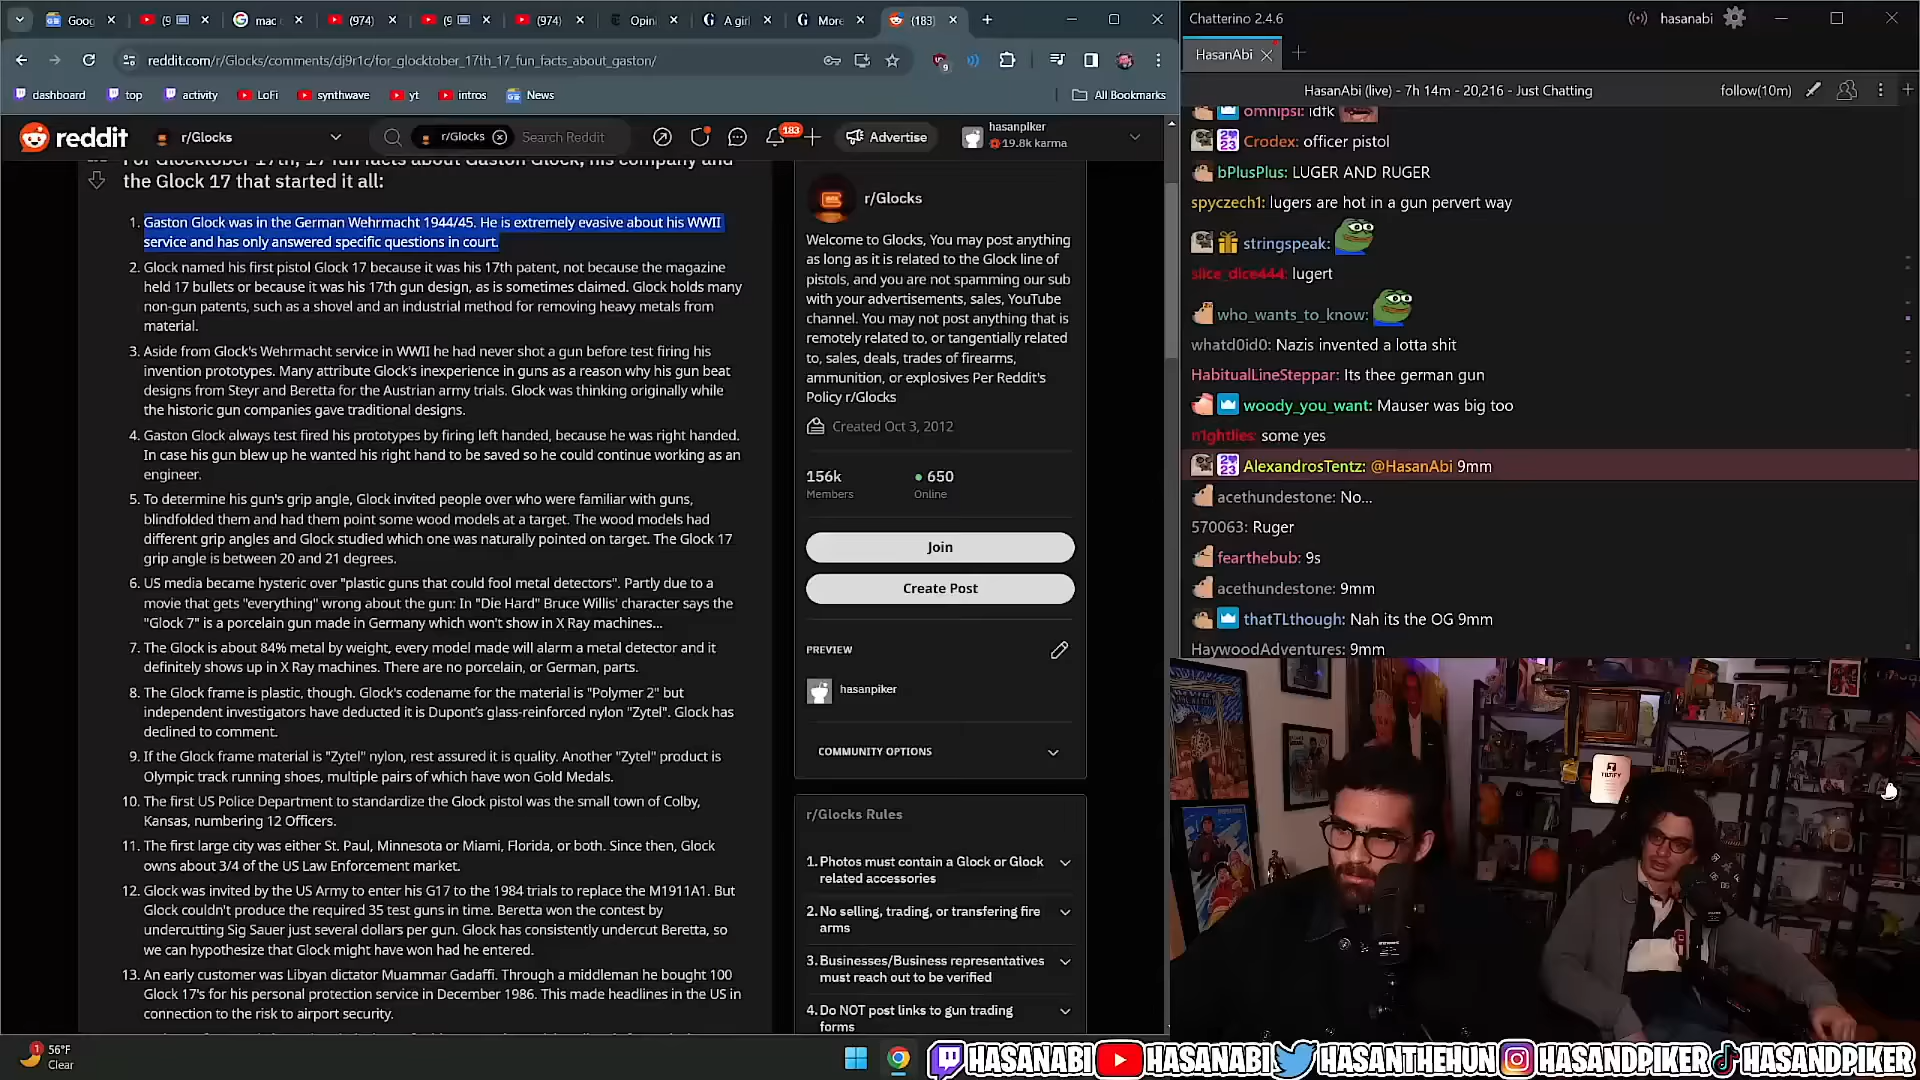 Goog
(9
mac
(974)
(9
(974)
Opini
A girl
More
(183)
reddit.com/r/Glocks/comments/dj9r1c/for_glocktober_17th_17_fun_facts_about_gaston/
9
dashboard
top
activity
LoFi
synthwave
yt
intros
News
All Bookmarks
reddit
r/Glocks
r/Glocks
Search Reddit
183
Advertise
hasanpiker
19.8k karma
For Glocktober 17th, 17 fun facts about Gaston Glock, his company and
the Glock 17 that started it all:
1. Gaston Glock was in the German Wehrmacht 1944/45. He is extremely evasive about his WWII
service and has only answered specific questions in court.
2. Glock named his first pistol Glock 17 because it was his 17th patent, not because the magazine
held 17 bullets or because it was his 17th gun design, as is sometimes claimed. Glock holds many
non-gun patents, such as a shovel and an industrial method for removing heavy metals from
material.
3. Aside from Glock's Wehrmacht service in WWII he had never shot a gun before test firing his
invention prototypes. Many attribute Glock's inexperience in guns as a reason why his gun beat
designs from Steyr and Beretta for the Austrian army trials. Glock was thinking originally while
the historic gun companies gave traditional designs.
4. Gaston Glock always test fired his prototypes by firing left handed, because he was right handed.
In case his gun blew up he wanted his right hand to be saved so he could continue working as an
engineer.
5. To determine his gun's grip angle, Glock invited people over who were familiar with guns,
blindfolded them and had them point some wood models at a target. The wood models had
different grip angles and Glock studied which one was naturally pointed on target. The Glock 17
grip angle is between 20 and 21 degrees.
6. US media became hysteric over "plastic guns that could fool metal detectors". Partly due to a
movie that gets "everything" wrong about the gun: In "Die Hard" Bruce Willis' character says the
"Glock 7" is a porcelain gun made in Germany which won't show in X Ray machines...
7. The Glock is about 84% metal by weight, every model made will alarm a metal detector and it
definitely shows up in X Ray machines. There are no porcelain, or German, parts.
8. The Glock frame is plastic, though. Glock's codename for the material is "Polymer 2" but
independent investigators have deducted it is Dupont's glass-reinforced nylon "Zytel". Glock has
declined to comment.
9. If the Glock frame material is "Zytel" nylon, rest assured it is quality. Another "Zytel" product is
Olympic track running shoes, multiple pairs of which have won Gold Medals.
10. The first US Police Department to standardize the Glock pistol was the small town of Colby,
Kansas, numbering 12 Officers.
11. The first large city was either St. Paul, Minnesota or Miami, Florida, or both. Since then, Glock
owns about 3/4 of the US Law Enforcement market.
12. Glock was invited by the US Army to enter his G17 to the 1984 trials to replace the M1911A1. But
Glock couldn't produce the required 35 test guns in time. Beretta won the contest by
undercutting Sig Sauer just several dollars per gun. Glock has consistently undercut Beretta, so
we can hypothesize that Glock might have won had he entered.
13. An early customer was Libyan dictator Muammar Gadaffi. Through a middleman he bought 100
Glock 17's for his personal protection service in December 1986. This made headlines in the US in
connection to the risk to airport security.
r/Glocks
Welcome to Glocks, You may post anything
as long as it is related to the Glock line of
pistols, and you are not spamming our sub
with your advertisements, sales, YouTube
channel. You may not post anything that is
remotely related to, or tangentially related
to, sales, deals, trades of firearms,
ammunition, or explosives Per Reddit's
Policy r/Glocks
Created Oct 3, 2012
156k
Members
650
Online
Join
Create Post
PREVIEW
hasanpiker
COMMUNITY OPTIONS
r/Glocks Rules
1. Photos must contain a Glock or Glock
related accessories
2. No selling, trading, or transfering fire
arms
3. Businesses/Business representatives
must reach out to be verified
4. Do NOT post links to gun trading
forms
Chatterino 2.4.6
hasanabi
HasanAbi
HasanAbi (live) - 7h 14m - 20,216 - Just Chatting
follow(10m)
omnipsi: idfk
Crodex: officer pistol
bPlusPlus: LUGER AND RUGER
spyczech1: lugers are hot in a gun pervert way
stringspeak:
slice_dice444: lugert
who_wants_to_know:
whatd0id0: Nazis invented a lotta shit
HabitualLineSteppar: Its thee german gun
woody_you_want: Mauser was big too
n1ghtlies: some yes
AlexandrosTentz: @HasanAbi 9mm
acethundestone: No...
570063: Ruger
fearthebub: 9s
acethundestone: 9mm
thatTLthough: Nah its the OG 9mm
HaywoodAdventures: 9mm
TILTIFY
1
56°F
Clear
HASANABI
HASANABI
HASANTHEHUN
HASANDPIKER
HASANDPIKER